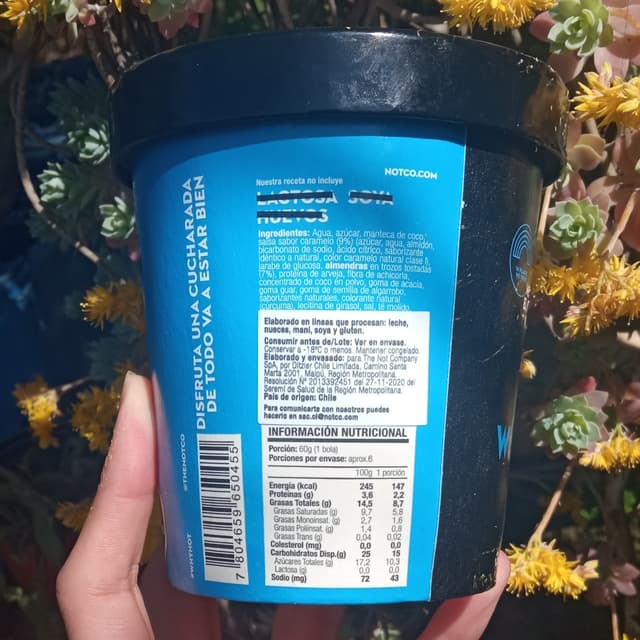 DISFRUTA UNA CUCHARADA
DE TODO VA A ESTAR BIEN
@THENOTCO
#WHYNOT
7 804659 650455
NOTCO.COM
Nuestra receta no incluye
LACTOSA SOYA
HUEVOS
Ingredientes: Agua, azúcar, manteca de coco,
salsa sabor caramelo (9%) (azúcar, agua, almidón,
bicarbonato de sodio, ácido cítrico, saborizante
idéntico a natural, color caramelo natural clase I),
jarabe de glucosa, almendras en trozos tostadas
(7%), proteína de arveja, fibra de achicoria,
concentrado de coco en polvo, goma de acacia,
goma guar, goma de semilla de algarrobo,
saborizantes naturales, colorante natural
(curcuma), lecitina de girasol, sal, té molido
Elaborado en líneas que procesan: leche,
nueces, maní, soya y gluten.
Consumir antes de/Lote: Ver en envase.
Conservar a -18ºC o menos. Mantener congelado.
Elaborado y envasado: para The Not Company
SpA, por Ditzler Chile Limitada, Camino Santa
Marta 2001, Maipú, Región Metropolitana.
Resolución Nº 2013392451 del 27-11-2020 del
Seremi de Salud de la Región Metropolitana.
País de origen: Chile
Para comunicarte con nosotros puedes
hacerlo en sac.cl@notco.com
INFORMACIÓN NUTRICIONAL
Porción: 60g (1 bola)
Porciones por envase: aprox.6
100g 1 porción
Energía (kcal) 245 147
Proteínas (g) 3,6 2,2
Grasas Totales (g) 14,5 8,7
Grasas Saturadas (g) 9,7 5,8
Grasas Monoinsat. (g) 2,7 1,6
Grasas Poliinsat. (g) 1,4 0,8
Grasas Trans (g) 0,04 0,02
Colesterol (mg) 0,0 0,0
Carbohidratos Disp.(g) 25 15
Azúcares Totales (g) 17,2 10,3
Lactosa (g) 0,0 0,0
Sodio (mg) 72 43
W